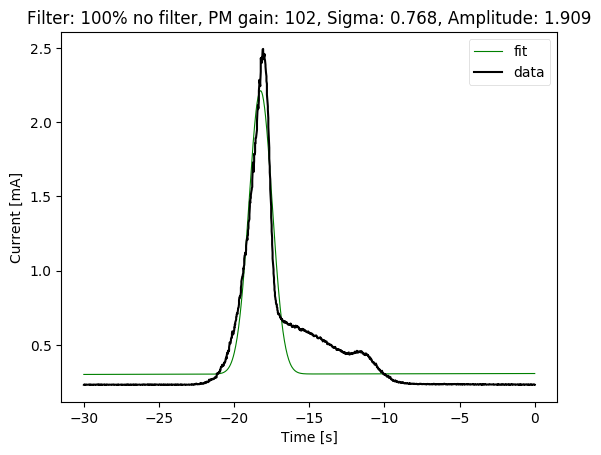 Filter: 100% no filter, PM gain: 102, Sigma: 0.768, Amplitude: 1.909
fit
data
2.5
2.0
1.5
1.0
0.5
Current [mA]
−30
−25
−20
−15
−10
−5
0
Time [s]